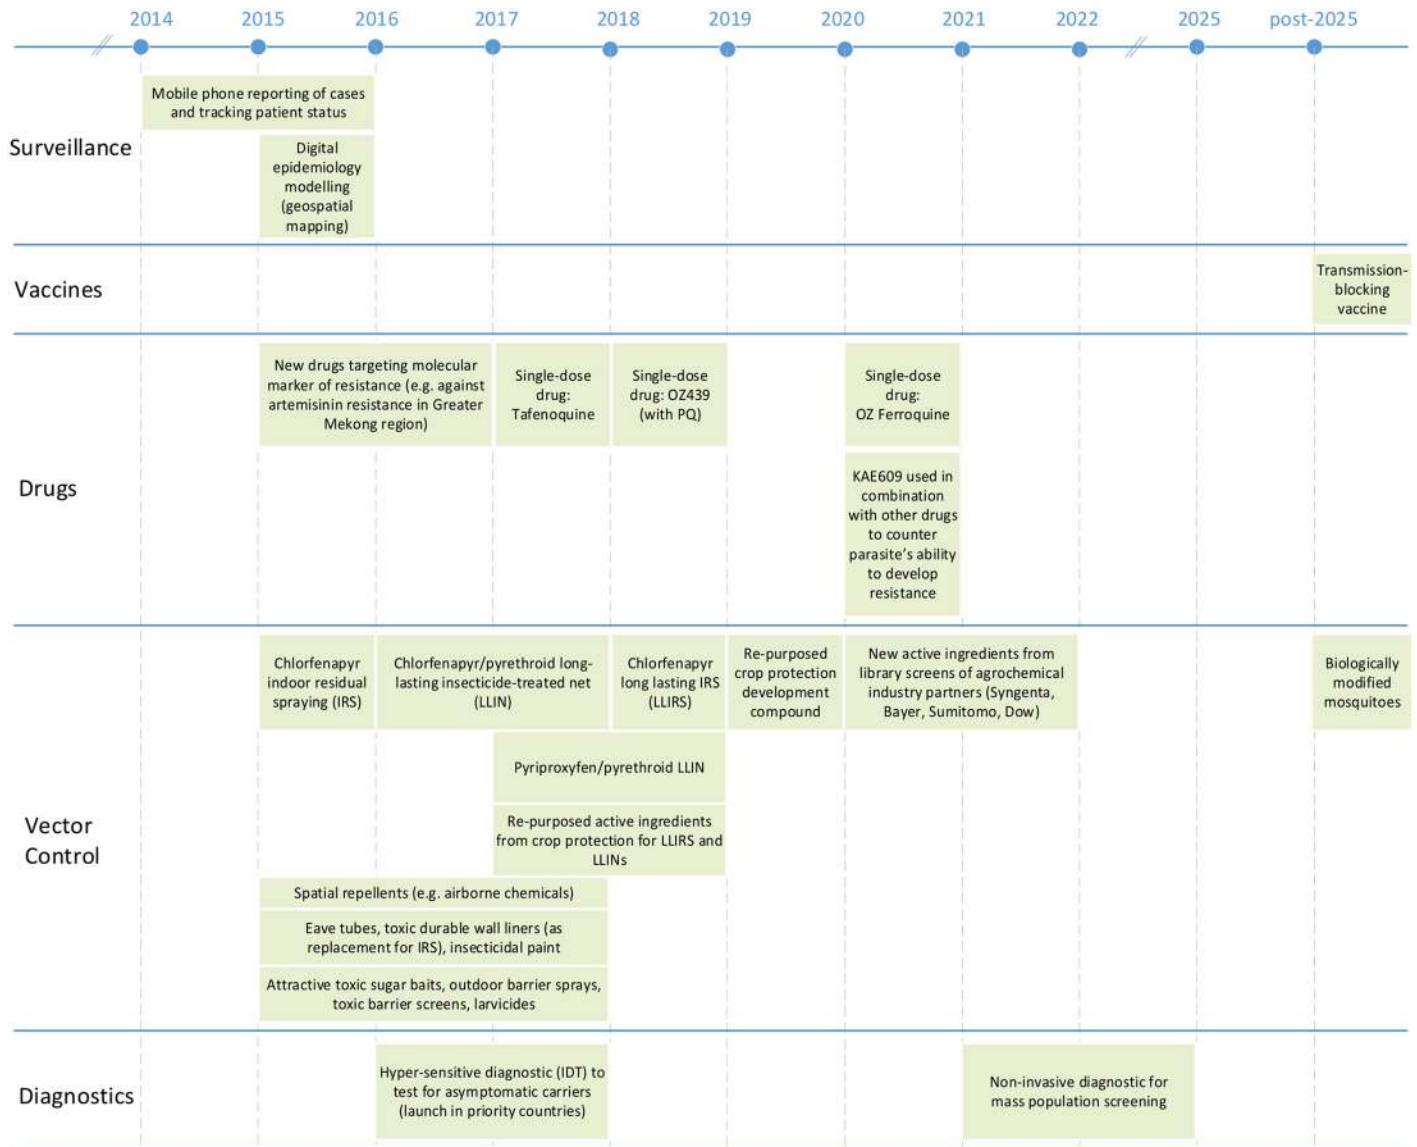 2014 2015 2016 2017 2018 2019 2020 2021 2022 2025 post-2025
Surveillance
Mobile phone reporting of cases
and tracking patient status
Digital
epidemiology
modelling
(geospatial
mapping)
Vaccines
Transmission-
blocking
vaccine
Drugs
New drugs targeting molecular
marker of resistance (e.g. against
artemisinin resistance in Greater
Mekong region)
Single-dose
drug:
Tafenoquine
Single-dose
drug: OZ439
(with PQ)
Single-dose
drug:
OZ Ferroquine
KAE609 used in
combination
with other drugs
to counter
parasite's ability
to develop
resistance
Vector
Control
Chlorfenapyr
indoor residual
spraying (IRS)
Chlorfenapyr/pyrethroid long-
lasting insecticide-treated net
(LLIN)
Chlorfenapyr
long lasting IRS
(LLIRS)
Re-purposed
crop protection
development
compound
New active ingredients from
library screens of agrochemical
industry partners (Syngenta,
Bayer, Sumitomo, Dow)
Biologically
modified
mosquitoes
Pyriproxyfen/pyrethroid LLIN
Re-purposed active ingredients
from crop protection for LLIRS and
LLINs
Spatial repellents (e.g. airborne chemicals)
Eave tubes, toxic durable wall liners (as
replacement for IRS), insecticidal paint
Attractive toxic sugar baits, outdoor barrier sprays,
toxic barrier screens, larvicides
Diagnostics
Hyper-sensitive diagnostic (IDT) to
test for asymptomatic carriers
(launch in priority countries)
Non-invasive diagnostic for
mass population screening